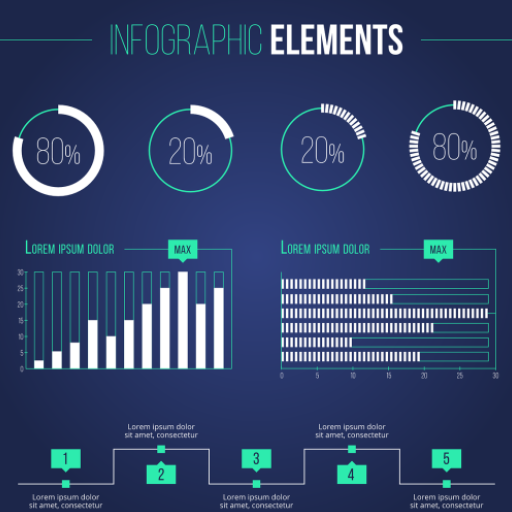 INFOGRAPHIC ELEMENTS
80%
20%
20%
80%
LOREM IPSUM DOLOR
MAX
LOREM IPSUM DOLOR
MAX
30
25
20
15
10
5
0
0 5 10 15 20 25 30
Lorem ipsum dolor
sit amet, consectetur
Lorem ipsum dolor
sit amet, consectetur
1
2
3
4
5
Lorem ipsum dolor
sit amet, consectetur
Lorem ipsum dolor
sit amet, consectetur
Lorem ipsum dolor
sit amet, consectetur